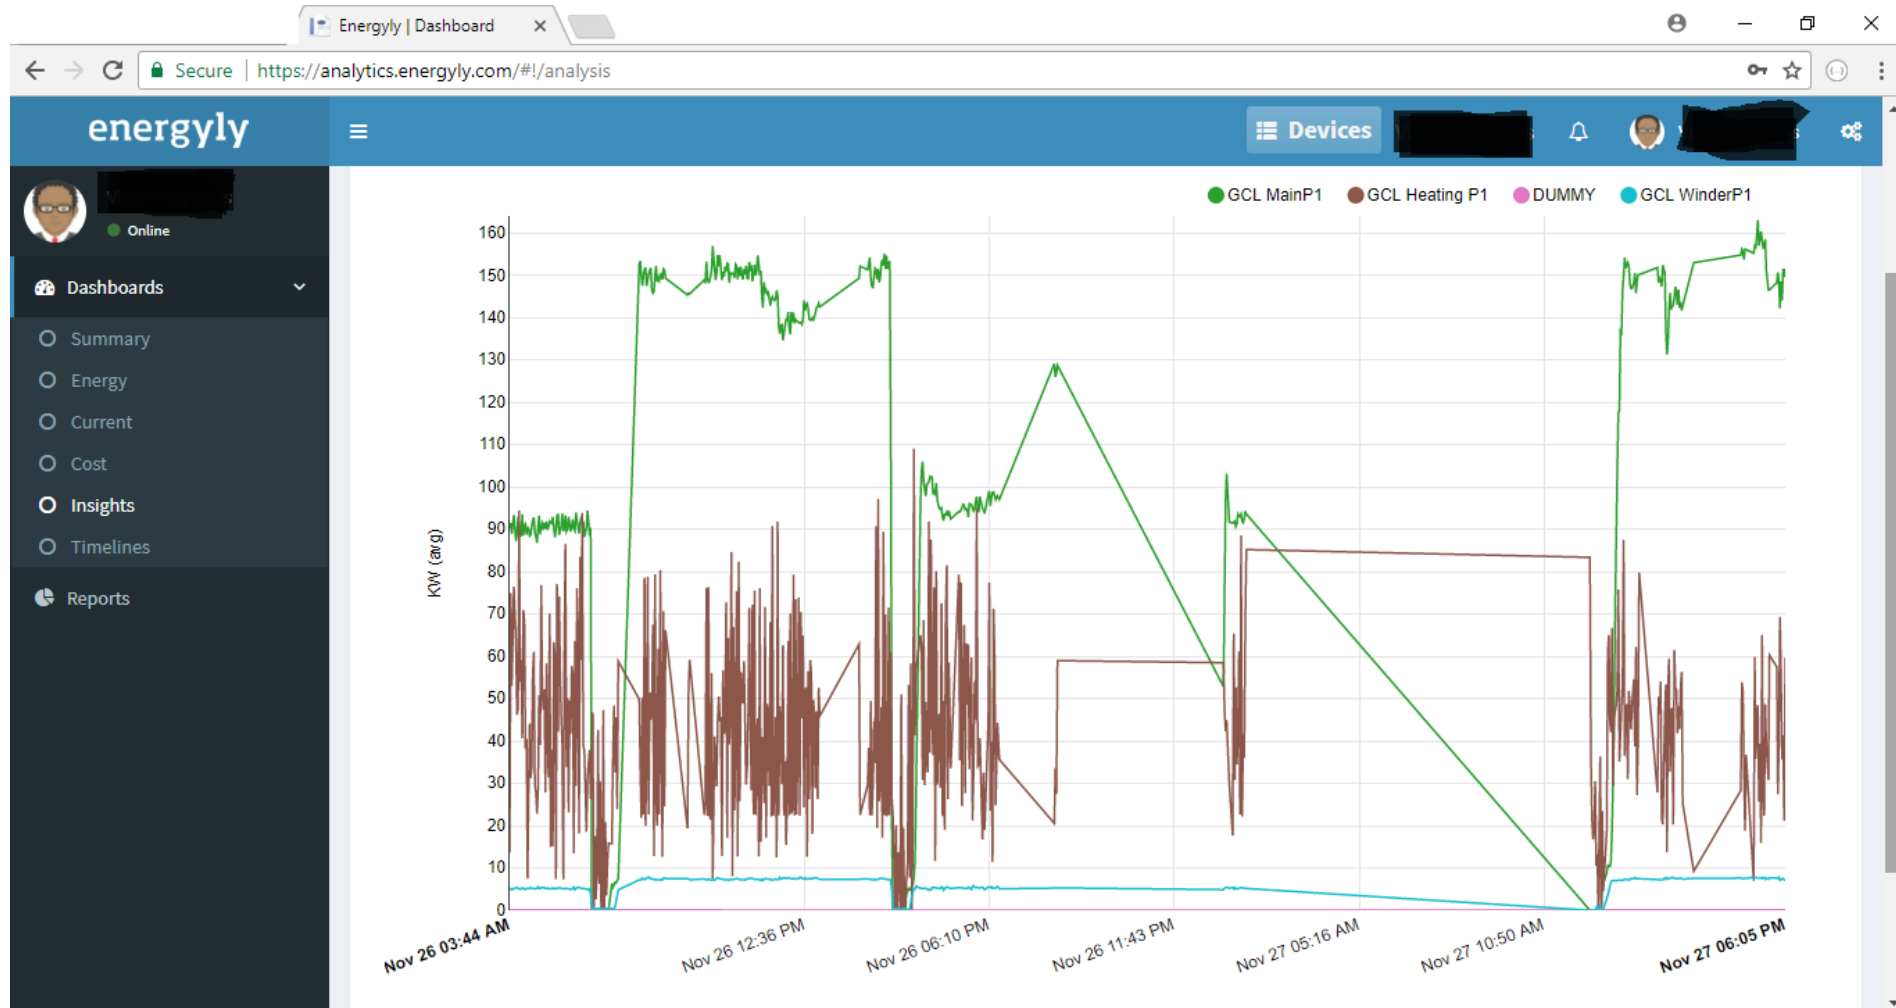 Energyly | Dashboard
Secure https://analytics.energyly.com/#!/analysis
energyly
Devices
Online
Dashboards
Summary
Energy
Current
Cost
Insights
Timelines
Reports
GCL MainP1 GCL Heating P1 DUMMY GCL WinderP1
KW (avg)
160
150
140
130
120
110
100
90
80
70
60
50
40
30
20
10
0
Nov 26 03:44 AM Nov 26 12:36 PM Nov 26 06:10 PM Nov 26 11:43 PM Nov 27 05:16 AM Nov 27 10:50 AM Nov 27 06:05 PM